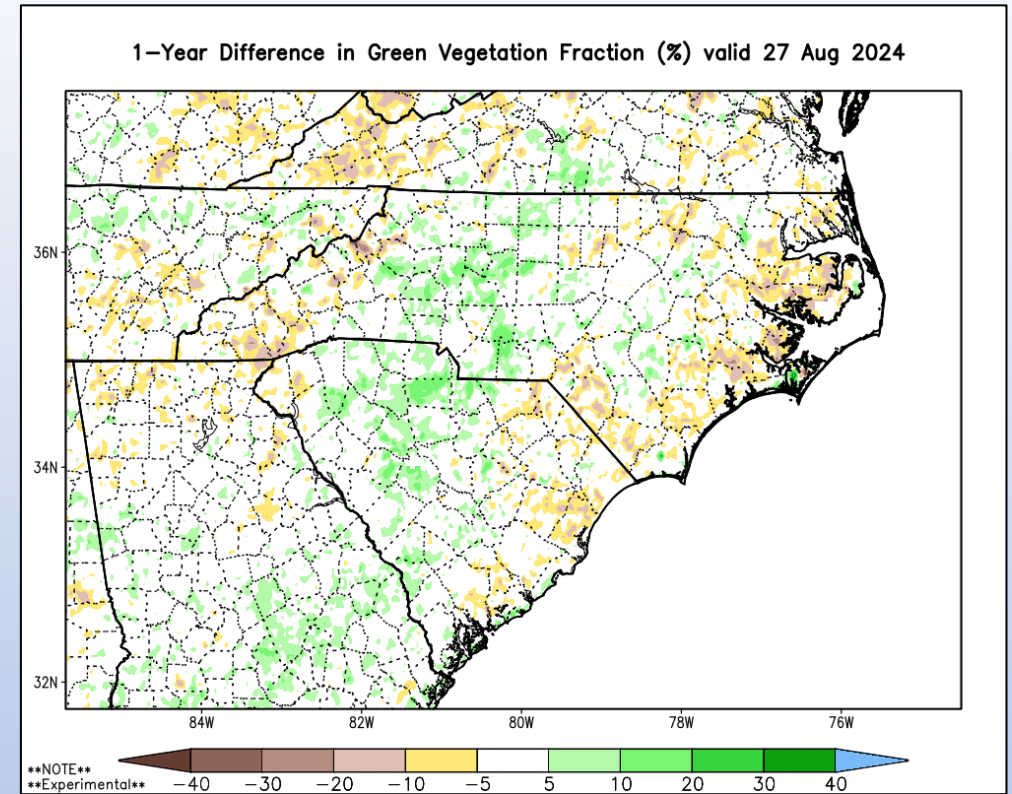 1-Year Difference in Green Vegetation Fraction (%) valid 27 Aug 2024
36N
34N
32N
84W 82W 80W 78W 76W
**NOTE**
**Experimental** -40 -30 -20 -10 -5 5 10 20 30 40